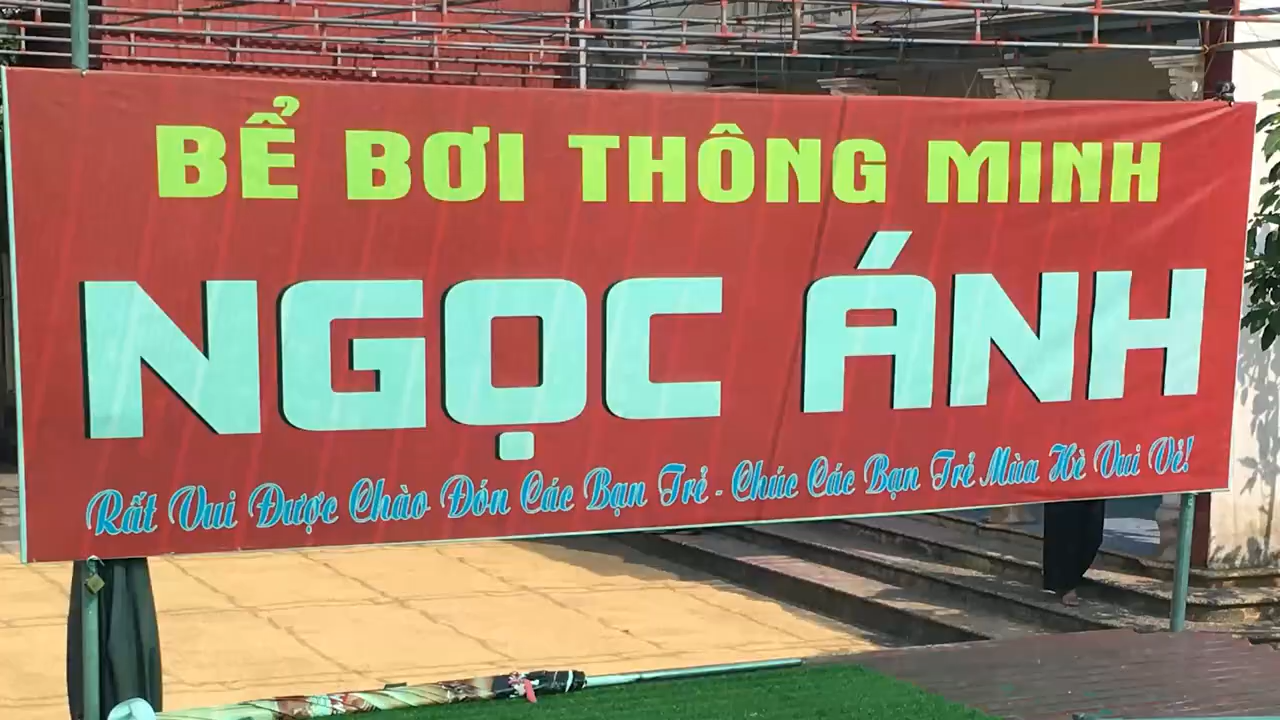 BỂ BƠI THÔNG MINH
NGỌC ÁNH
Rất Vui Được Chào Đón Các Bạn Trẻ - Chúc Các Bạn Trẻ Mùa Hè Vui Vẻ!